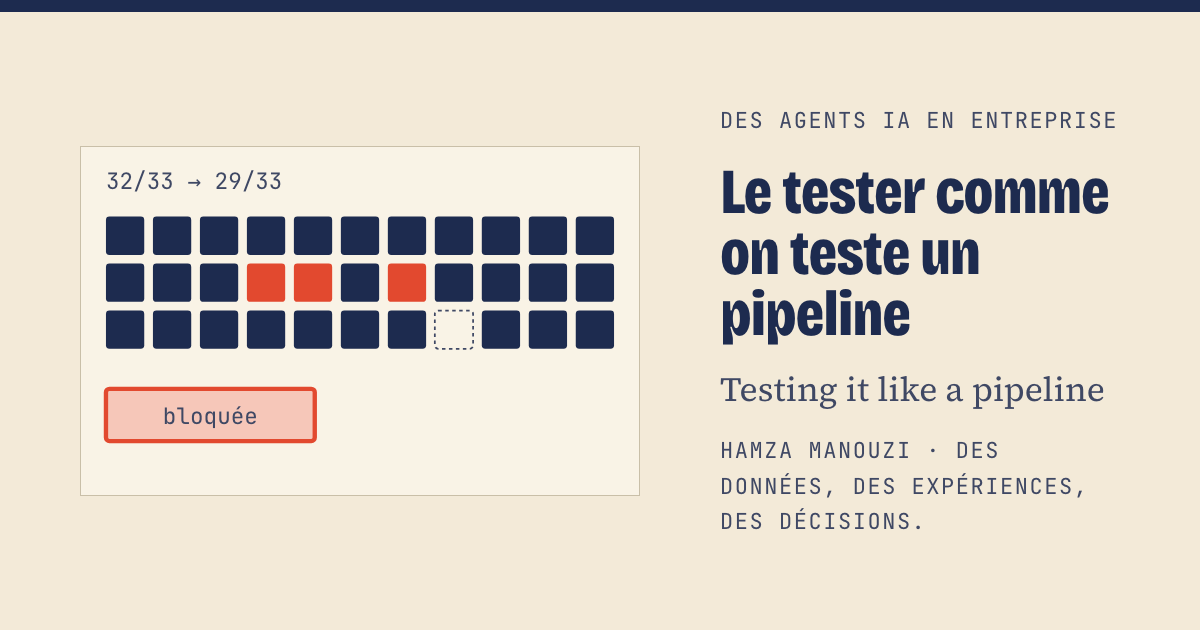 32/33 → 29/33
bloquée
DES AGENTS IA EN ENTREPRISE
Le tester comme
on teste un
pipeline
Testing it like a pipeline
HAMZA MANOUZI · DES
DONNÉES, DES EXPÉRIENCES,
DES DÉCISIONS.